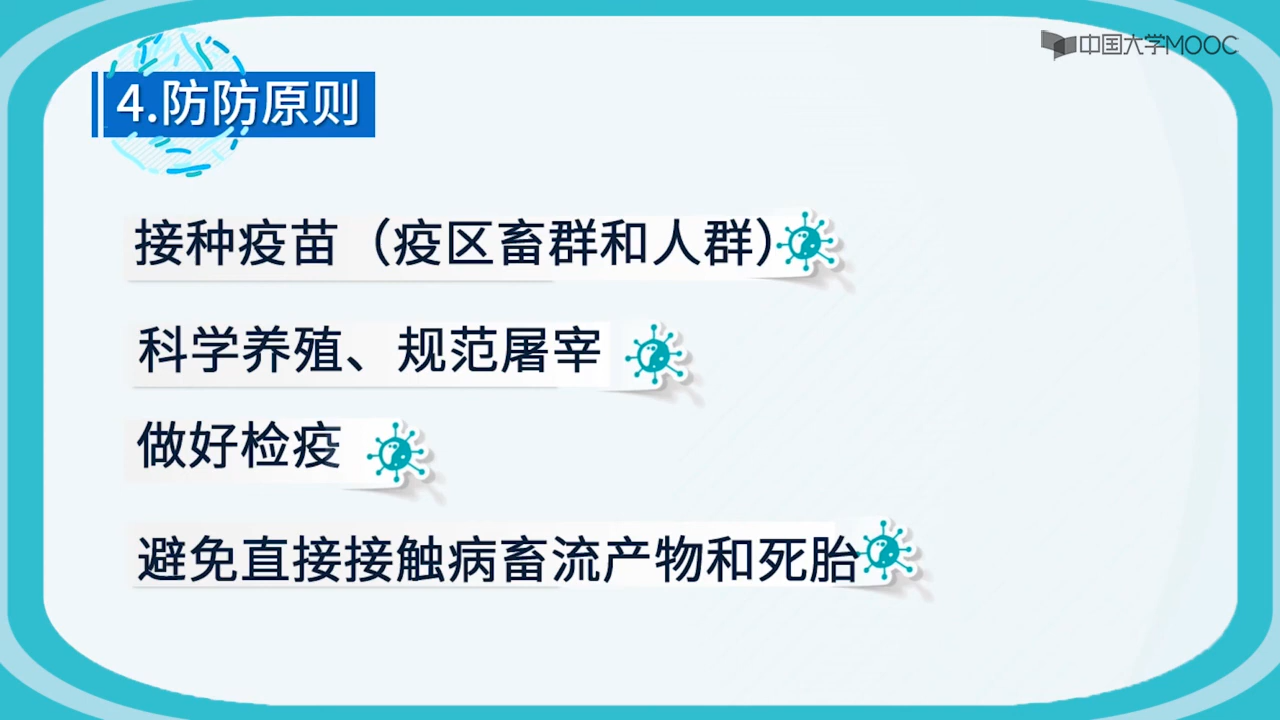 中国大学MOOC
4.防防原则
接种疫苗（疫区畜群和人群）
科学养殖、规范屠宰
做好检疫
避免直接接触病畜流产物和死胎